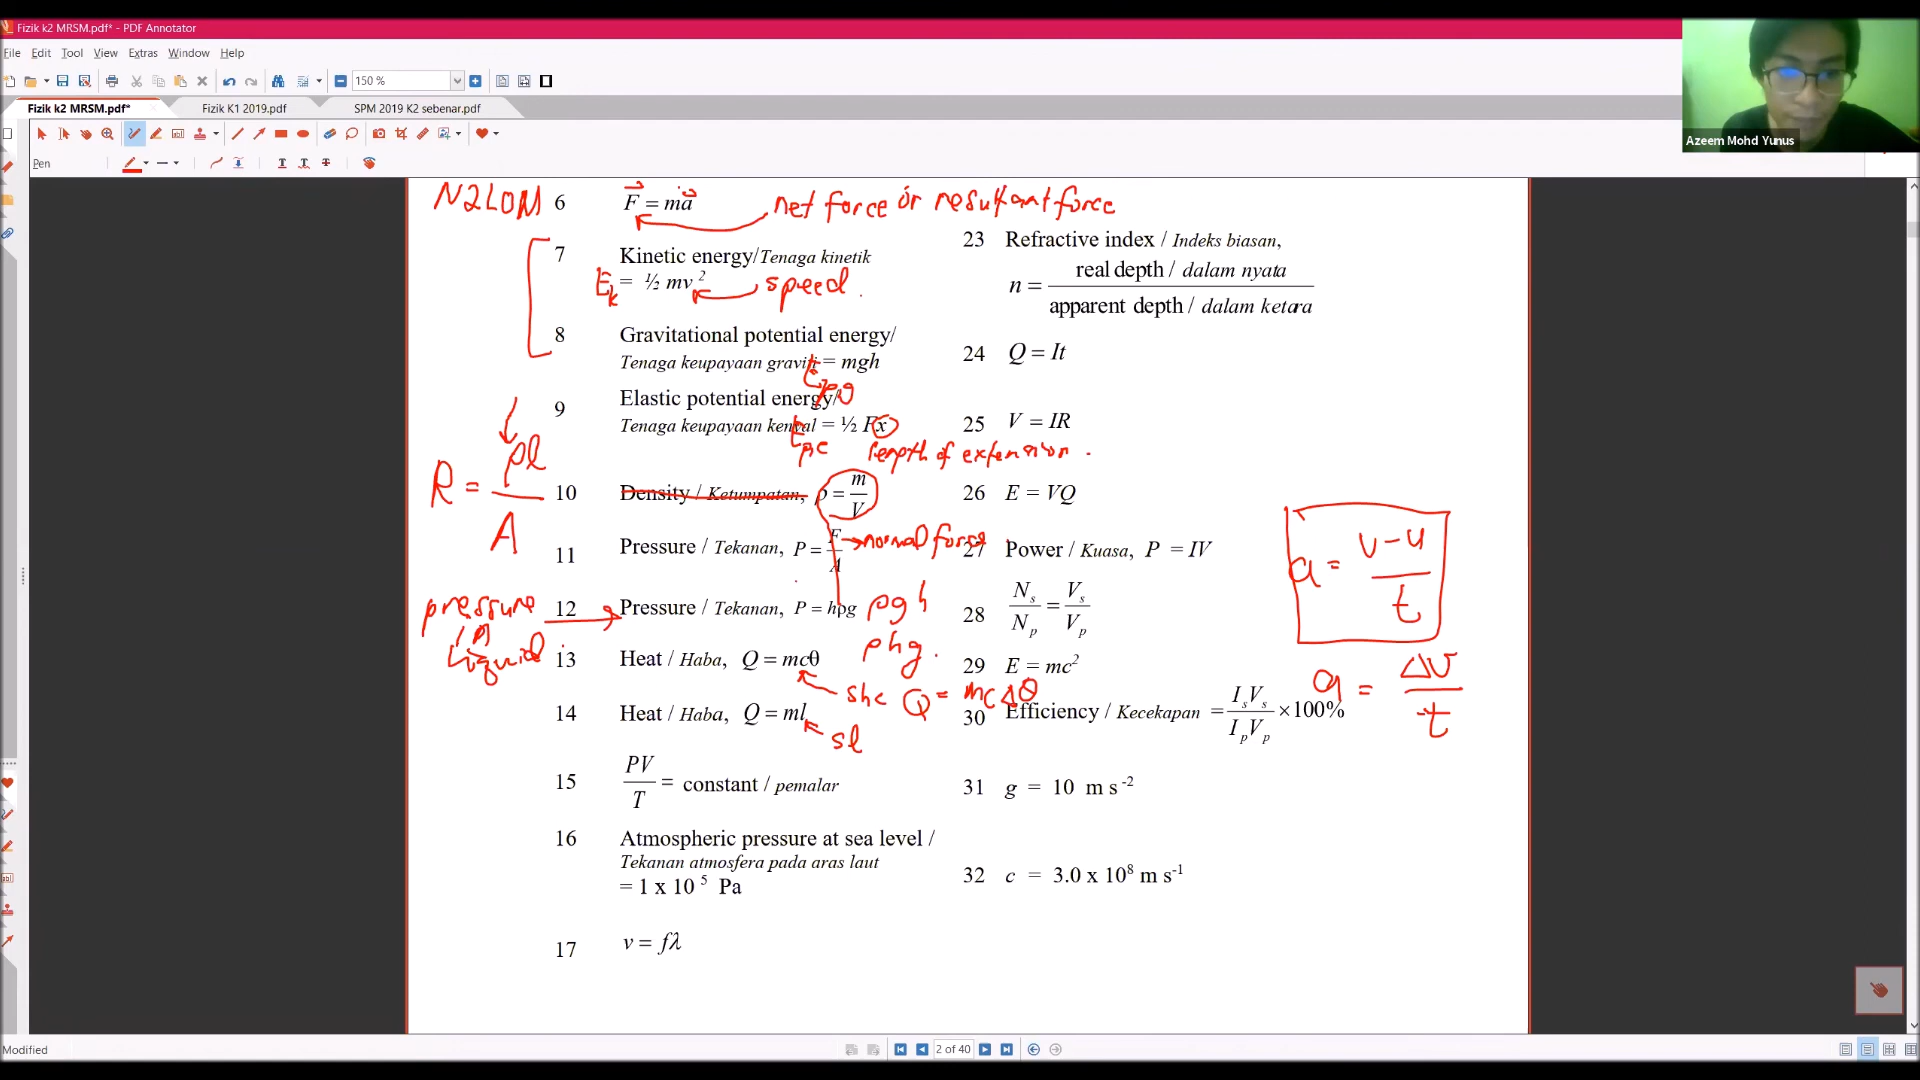 Fizik k2 MRSM.pdf* - PDF Annotator
File Edit Tool View Extras Window Help
150 %
Fizik k2 MRSM.pdf* Fizik K1 2019.pdf SPM 2019 K2 sebenar.pdf
Pen
Azeem Mohd Yunus
N2LOM
6 F = ma
net force or resultant force
7 Kinetic energy/Tenaga kinetik
Ek = ½ mv²
speed.
8 Gravitational potential energy/
Tenaga keupayaan graviti = mgh
Epg
9 Elastic potential energy/
Tenaga keupayaan kenyal = ½ Fx
Epe
length of extension.
R = ρl / A
10 Density / Ketumpatan, ρ = m / V
11 Pressure / Tekanan, P = F / A
normal force
pressure in liquid
12 Pressure / Tekanan, P = hρg
ρgh
ρhg.
13 Heat / Haba, Q = mcθ
shc Q = mcΔθ
14 Heat / Haba, Q = ml
sl
15 PV / T = constant / pemalar
16 Atmospheric pressure at sea level /
Tekanan atmosfera pada aras laut
= 1 x 10⁵ Pa
17 v = fλ
23 Refractive index / Indeks biasan,
n = real depth / dalam nyata
apparent depth / dalam ketara
24 Q = It
25 V = IR
26 E = VQ
27 Power / Kuasa, P = IV
28 Ns / Np = Vs / Vp
29 E = mc²
30 Efficiency / Kecekapan = IsVs / IpVp × 100%
31 g = 10 m s⁻²
32 c = 3.0 x 10⁸ m s⁻¹
a = v - u / t
a = Δv / t
Modified
2 of 40